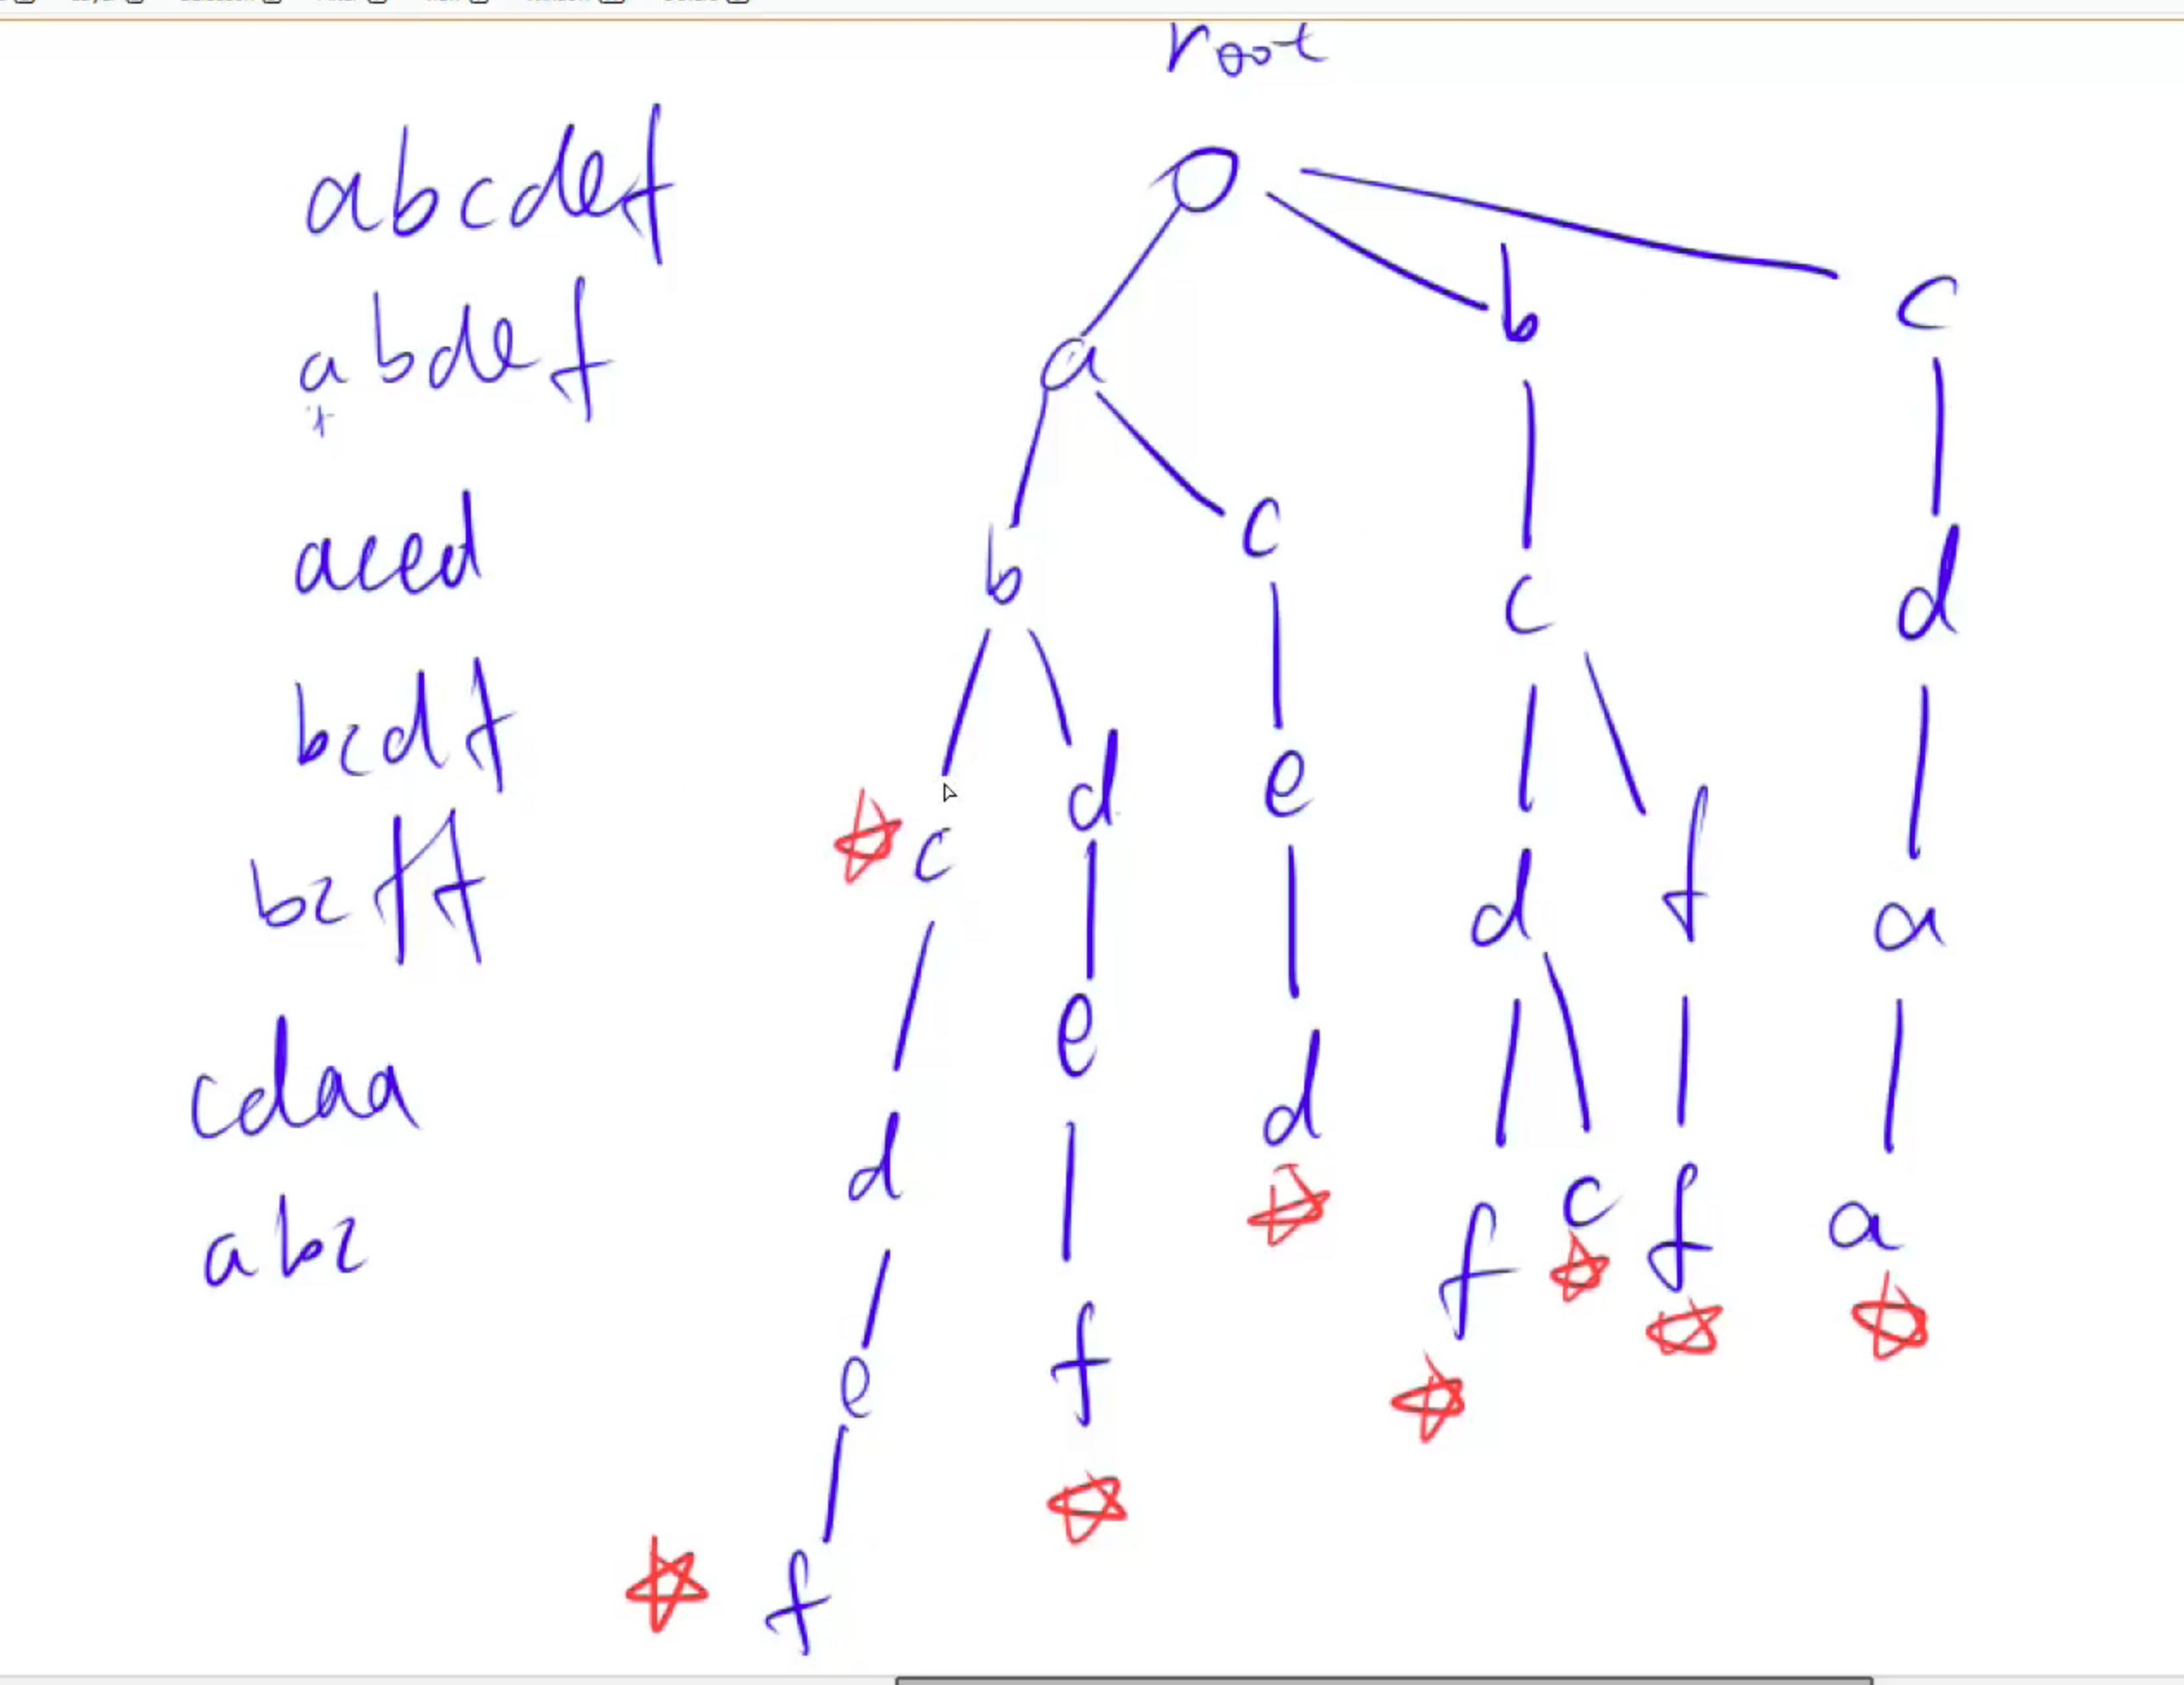 root
abcdef
abdef
aced
bcdf
bcff
cdaa
abc
a b c
b c c d
c d e d f a
d e d f c f a
e f
f